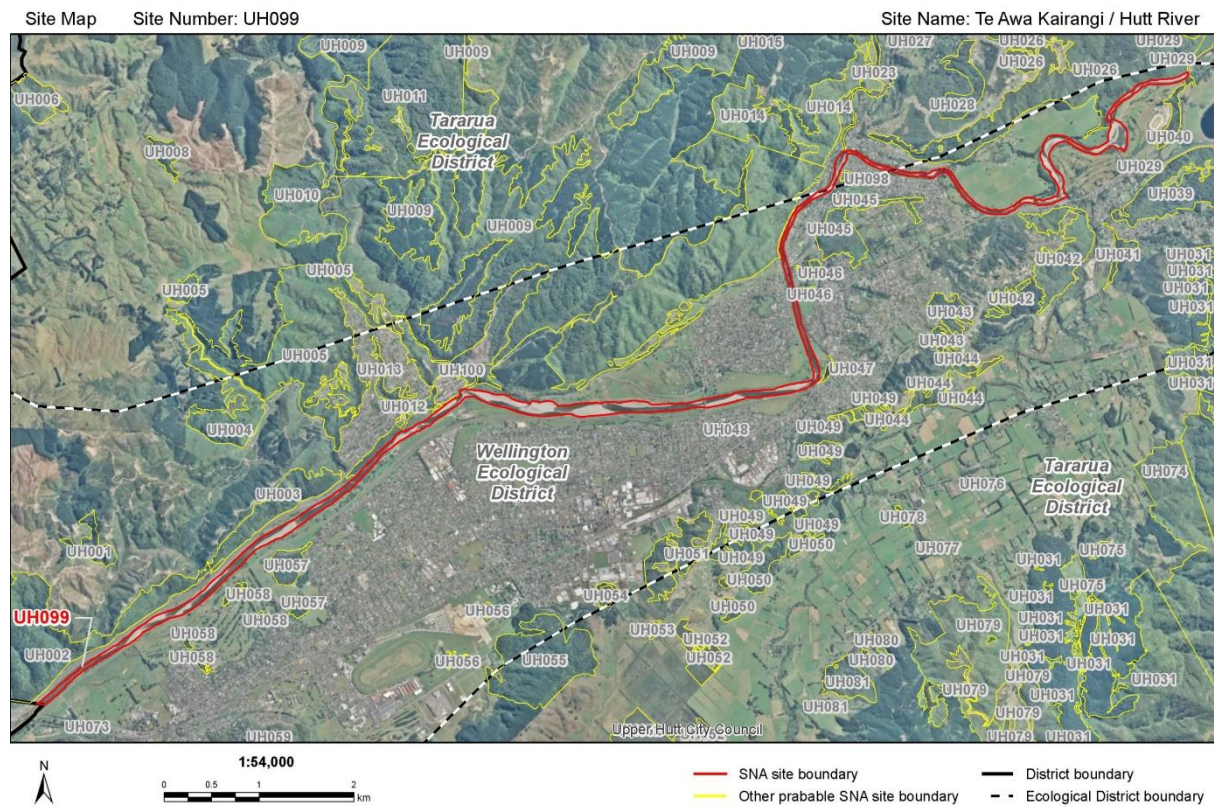 Site Map Site Number: UH099 Site Name: Te Awa Kairangi / Hutt River
UH009 UH009 UH009 UH015 UH027 UH026 UH029
UH026 UH026 UH029
UH006 UH011 UH023
UH014 UH014 UH028
Tararua
Ecological
District
UH008 UH040
UH029
UH010 UH098 UH039
UH009 UH009 UH045
UH045
UH005 UH046 UH042 UH041 UH031
UH031
UH005 UH046 UH042 UH031
UH043 UH031
UH005 UH043
UH013 UH100 UH047 UH044 UH031
UH044 UH031
UH012 UH049 UH044
UH004 UH048 UH049 UH044
Wellington
Ecological
District
UH049
Tararua
Ecological
District
UH074
UH003 UH049 UH076
UH049
UH001 UH049 UH049 UH078
UH049
UH051 UH049 UH050 UH077 UH075
UH057 UH050 UH075
UH058 UH057 UH054 UH031
UH058 UH056 UH050 UH031
UH099
UH058 UH053 UH052 UH080 UH079 UH031
UH002 UH058 UH056 UH055 UH052 UH080 UH031 UH031
UH081 UH079 UH079 UH031 UH031
UH073 UH081 UH079
UH059 Upper Hutt City Council UH079 UH031
N
1:54,000
0 0.5 1 2
km
SNA site boundary
Other prabable SNA site boundary
District boundary
Ecological District boundary